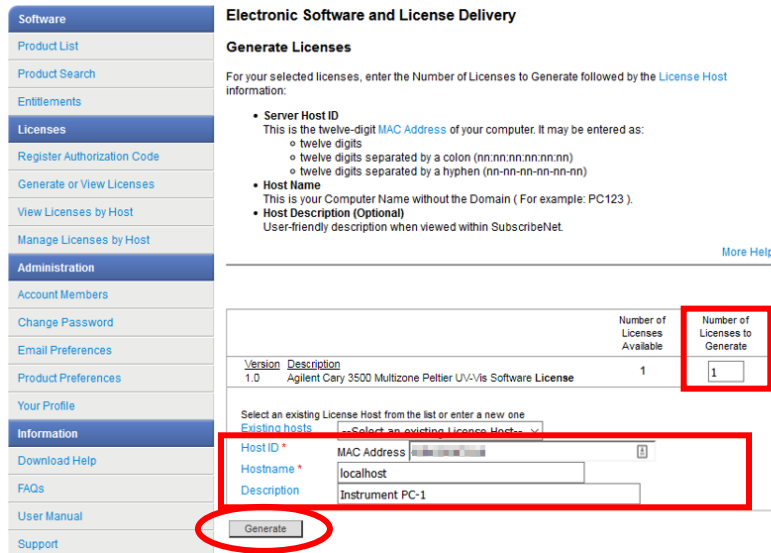 Software
Product List
Product Search
Entitlements
Licenses
Register Authorization Code
Generate or View Licenses
View Licenses by Host
Manage Licenses by Host
Administration
Account Members
Change Password
Email Preferences
Product Preferences
Your Profile
Information
Download Help
FAQs
User Manual
Support
Electronic Software and License Delivery
Generate Licenses
For your selected licenses, enter the Number of Licenses to Generate followed by the License Host
information:
• Server Host ID
This is the twelve-digit MAC Address of your computer. It may be entered as:
o twelve digits
o twelve digits separated by a colon (nn:nn:nn:nn:nn:nn)
o twelve digits separated by a hyphen (nn-nn-nn-nn-nn-nn)
• Host Name
This is your Computer Name without the Domain ( For example: PC123 ).
• Host Description (Optional)
User-friendly description when viewed within SubscribeNet.
More Help
Number of
Licenses
Available
Number of
Licenses to
Generate
Version Description
1.0 Agilent Cary 3500 Multizone Peltier UV-Vis Software License 1 1
Select an existing License Host from the list or enter a new one
Existing hosts --Select an existing License Host--
Host ID * MAC Address
Hostname * localhost
Description Instrument PC-1
Generate